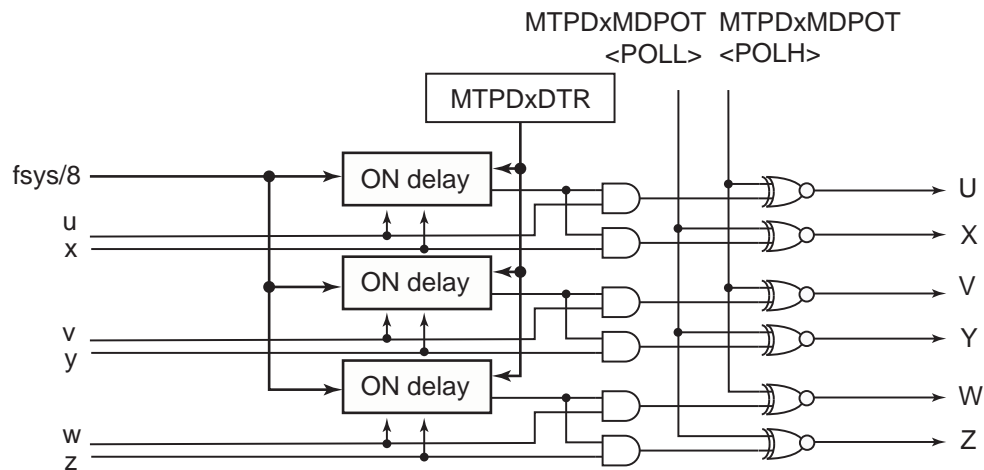 MTPDxMDPOT MTPDxMDPOT
<POLL> <POLH>
MTPDxDTR
fsys/8
ON delay
U
u
x
X
ON delay
V
v
y
Y
ON delay
W
w
z
Z